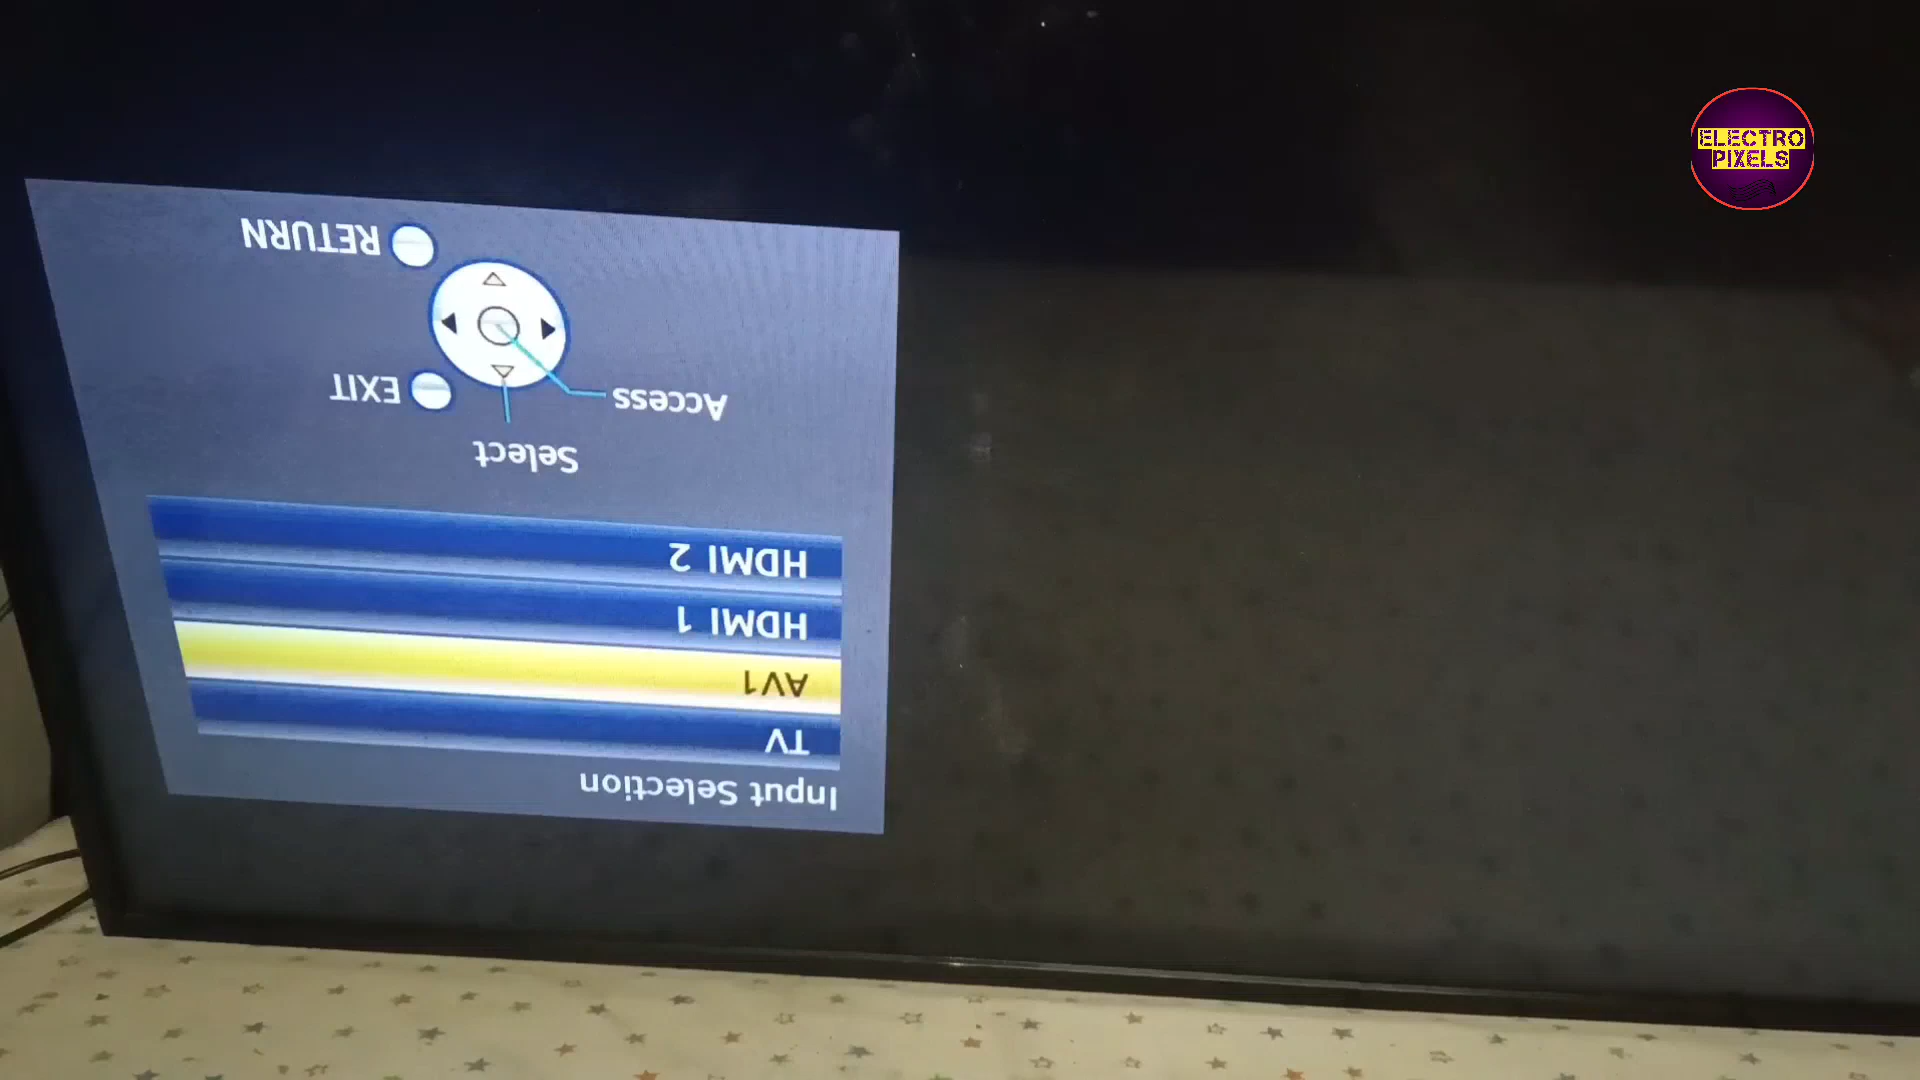 Input Selection
TV
AV1
HDMI 1
HDMI 2
Select
Access
EXIT
RETURN
ELECTRO
PIXELS